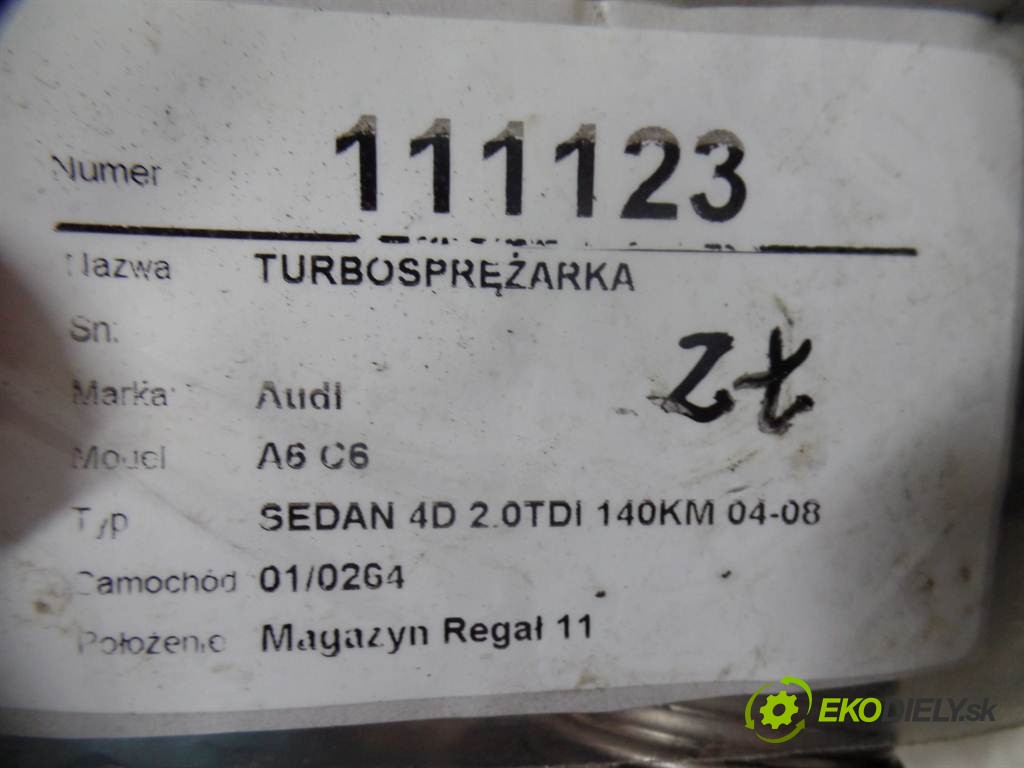 Numer 111123
Nazwa TURBOSPRĘŻARKA
Sn:
Marka: Audi
Model A6 C6
Typ SEDAN 4D 2.0TDI 140KM 04-08
Samochód 01/0264
Położenie Magazyn Regał 11
EKODIELY.sk